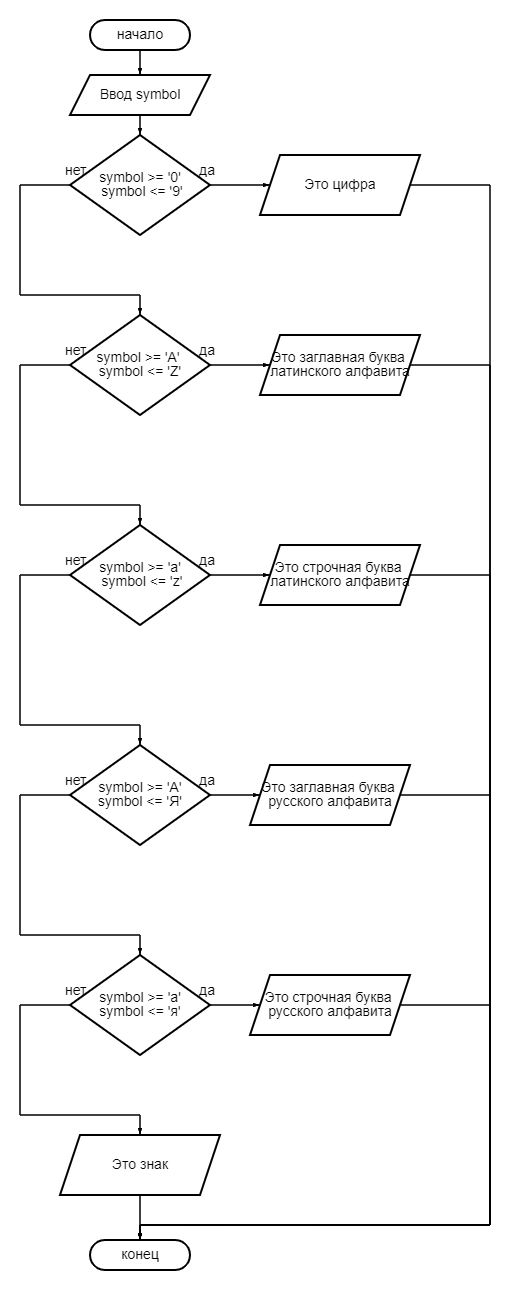 начало
Ввод symbol
нет
да
symbol >= '0'
symbol <= '9'
Это цифра
нет
да
symbol >= 'A'
symbol <= 'Z'
Это заглавная буква
латинского алфавита
нет
да
symbol >= 'a'
symbol <= 'z'
Это строчная буква
латинского алфавита
нет
да
symbol >= 'А'
symbol <= 'Я'
Это заглавная буква
русского алфавита
нет
да
symbol >= 'а'
symbol <= 'я'
Это строчная буква
русского алфавита
Это знак
конец